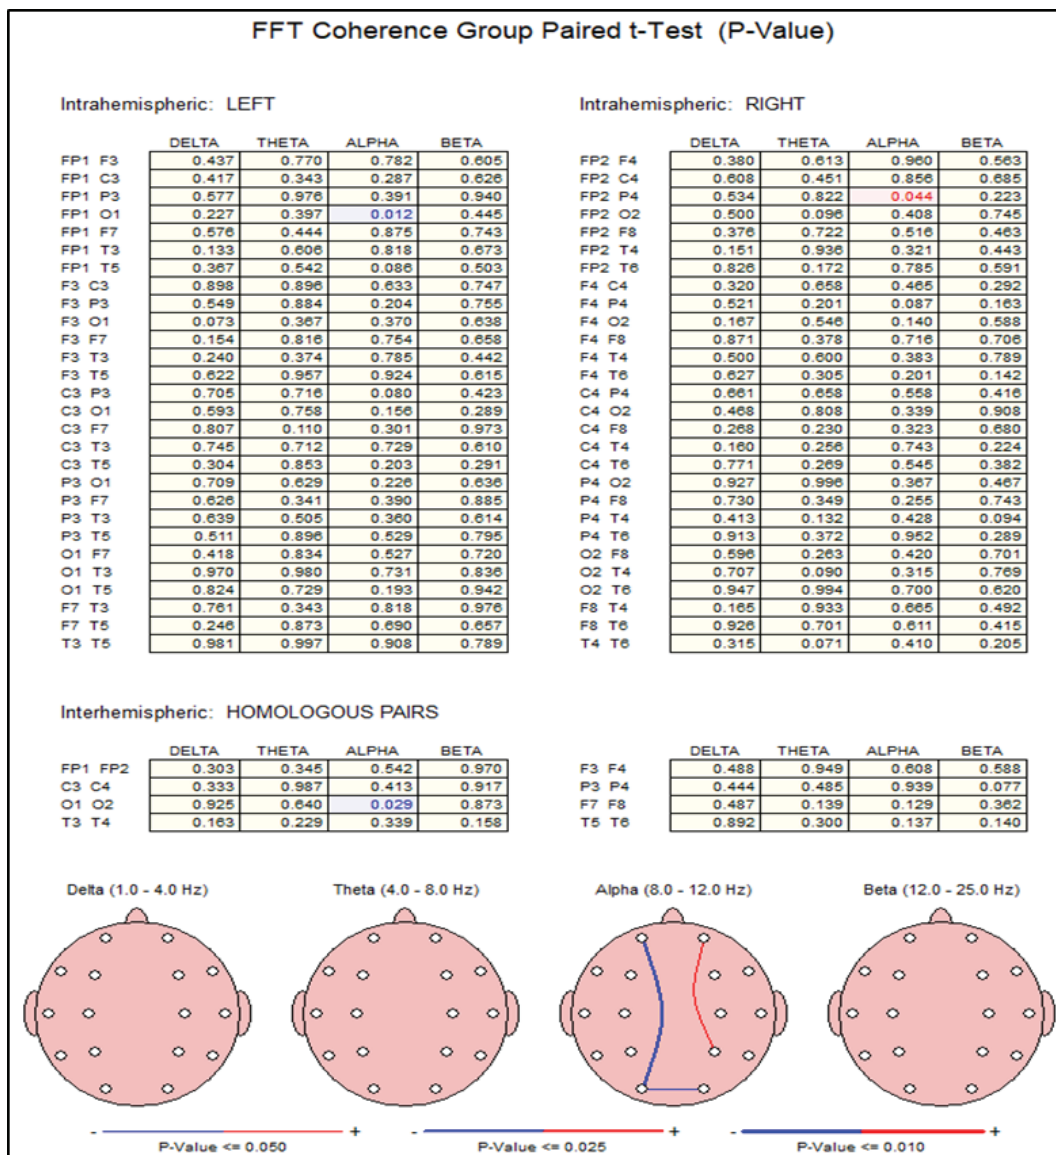 FFT Coherence Group Paired t-Test (P-Value)
Intrahemispheric: LEFT
DELTA THETA ALPHA BETA
FP1 F3 0.437 0.770 0.782 0.605
FP1 C3 0.417 0.343 0.287 0.626
FP1 P3 0.577 0.976 0.391 0.940
FP1 O1 0.227 0.397 0.012 0.445
FP1 F7 0.576 0.444 0.875 0.743
FP1 T3 0.133 0.606 0.818 0.673
FP1 T5 0.367 0.542 0.086 0.503
F3 C3 0.898 0.896 0.633 0.747
F3 P3 0.549 0.884 0.204 0.755
F3 O1 0.073 0.367 0.370 0.638
F3 F7 0.154 0.816 0.754 0.658
F3 T3 0.240 0.374 0.785 0.442
F3 T5 0.622 0.957 0.924 0.615
C3 P3 0.705 0.716 0.080 0.423
C3 O1 0.593 0.758 0.156 0.289
C3 F7 0.807 0.110 0.301 0.973
C3 T3 0.745 0.712 0.729 0.610
C3 T5 0.304 0.853 0.203 0.291
P3 O1 0.709 0.629 0.226 0.636
P3 F7 0.626 0.341 0.390 0.885
P3 T3 0.639 0.505 0.360 0.614
P3 T5 0.511 0.896 0.529 0.795
O1 F7 0.418 0.834 0.527 0.720
O1 T3 0.970 0.980 0.731 0.836
O1 T5 0.824 0.729 0.193 0.942
F7 T3 0.761 0.343 0.818 0.976
F7 T5 0.246 0.873 0.690 0.657
T3 T5 0.981 0.997 0.908 0.789
Intrahemispheric: RIGHT
DELTA THETA ALPHA BETA
FP2 F4 0.380 0.613 0.960 0.563
FP2 C4 0.608 0.451 0.856 0.685
FP2 P4 0.534 0.822 0.044 0.223
FP2 O2 0.500 0.096 0.408 0.745
FP2 F8 0.376 0.722 0.516 0.463
FP2 T4 0.151 0.936 0.321 0.443
FP2 T6 0.826 0.172 0.785 0.591
F4 C4 0.320 0.658 0.465 0.292
F4 P4 0.521 0.201 0.087 0.163
F4 O2 0.167 0.546 0.140 0.588
F4 F8 0.871 0.378 0.716 0.706
F4 T4 0.500 0.600 0.383 0.789
F4 T6 0.627 0.305 0.201 0.142
C4 P4 0.661 0.658 0.558 0.416
C4 O2 0.468 0.808 0.339 0.908
C4 F8 0.268 0.230 0.323 0.680
C4 T4 0.160 0.256 0.743 0.224
C4 T6 0.771 0.269 0.545 0.382
P4 O2 0.927 0.996 0.367 0.467
P4 F8 0.730 0.349 0.255 0.743
P4 T4 0.413 0.132 0.428 0.094
P4 T6 0.913 0.372 0.952 0.289
O2 F8 0.596 0.263 0.420 0.701
O2 T4 0.707 0.090 0.315 0.769
O2 T6 0.947 0.994 0.700 0.620
F8 T4 0.165 0.933 0.665 0.492
F8 T6 0.926 0.701 0.611 0.415
T4 T6 0.315 0.071 0.410 0.205
Interhemispheric: HOMOLOGOUS PAIRS
DELTA THETA ALPHA BETA
FP1 FP2 0.303 0.345 0.542 0.970
C3 C4 0.333 0.987 0.413 0.917
O1 O2 0.925 0.640 0.029 0.873
T3 T4 0.163 0.229 0.339 0.158
DELTA THETA ALPHA BETA
F3 F4 0.488 0.949 0.608 0.588
P3 P4 0.444 0.485 0.939 0.077
F7 F8 0.487 0.139 0.129 0.362
T5 T6 0.892 0.300 0.137 0.140
Delta (1.0 - 4.0 Hz) Theta (4.0 - 8.0 Hz) Alpha (8.0 - 12.0 Hz) Beta (12.0 - 25.0 Hz)
- + - + - +
P-Value <= 0.050 P-Value <= 0.025 P-Value <= 0.010